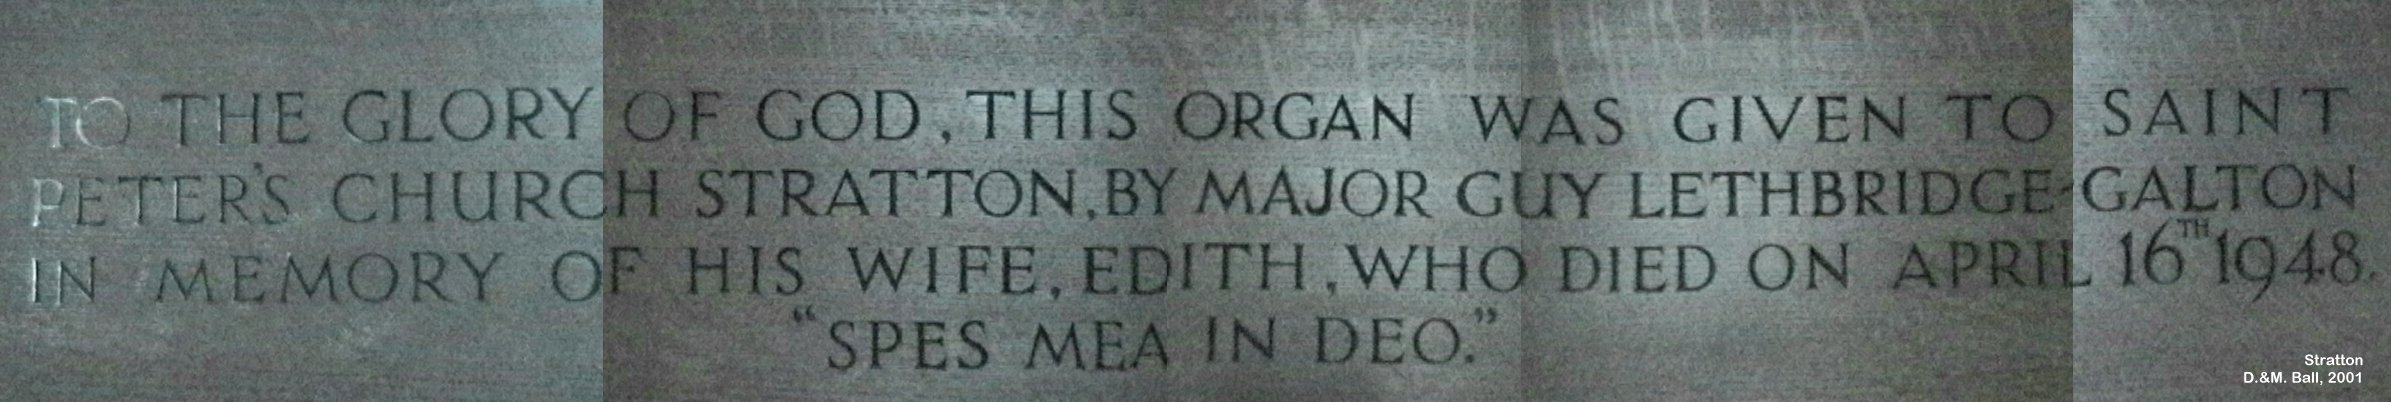 TO THE GLORY OF GOD, THIS ORGAN WAS GIVEN TO SAINT
PETER'S CHURCH STRATTON, BY MAJOR GUY LETHBRIDGE-GALTON
IN MEMORY OF HIS WIFE, EDITH, WHO DIED ON APRIL 16TH 1948.
"SPES MEA IN DEO."
Stratton
D.&M. Ball, 2001